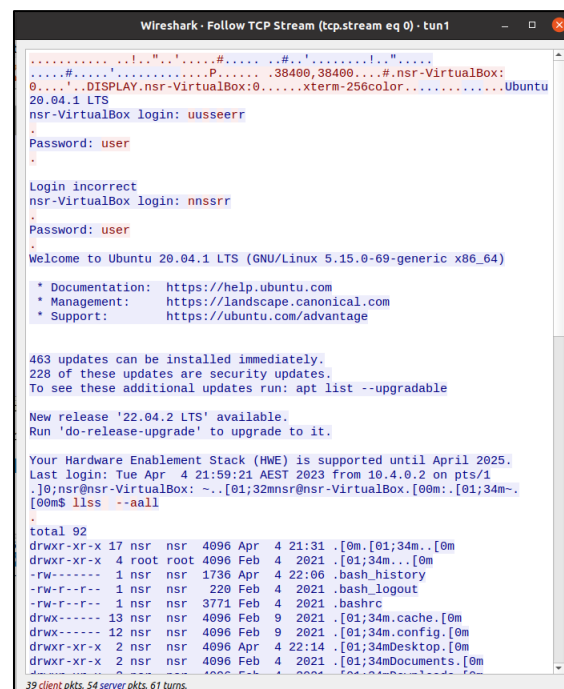 Wireshark · Follow TCP Stream (tcp.stream eq 0) · tun1
........... ..!.."..'.....#..... ..#..'........!..".....
.....#.....'.............P...... .38400,38400....#.nsr-VirtualBox:
0....'..DISPLAY.nsr-VirtualBox:0......xterm-256color..............Ubuntu
20.04.1 LTS
nsr-VirtualBox login: uusseerr
.
Password: user
.
Login incorrect
nsr-VirtualBox login: nnssrr
.
Password: user
.
Welcome to Ubuntu 20.04.1 LTS (GNU/Linux 5.15.0-69-generic x86_64)
* Documentation:  https://help.ubuntu.com
* Management:     https://landscape.canonical.com
* Support:        https://ubuntu.com/advantage
463 updates can be installed immediately.
228 of these updates are security updates.
To see these additional updates run: apt list --upgradable
New release '22.04.2 LTS' available.
Run 'do-release-upgrade' to upgrade to it.
Your Hardware Enablement Stack (HWE) is supported until April 2025.
Last login: Tue Apr  4 21:59:21 AEST 2023 from 10.4.0.2 on pts/1
.]0;nsr@nsr-VirtualBox: ~..[01;32mnsr@nsr-VirtualBox.[00m:.[01;34m~.
[00m$ llss  --aall
.
total 92
drwxr-xr-x 17 nsr  nsr  4096 Apr  4 21:31 .[0m.[01;34m..[0m
drwxr-xr-x  4 root root 4096 Feb  4  2021 .[01;34m...[0m
-rw-------  1 nsr  nsr  1736 Apr  4 22:06 .bash_history
-rw-r--r--  1 nsr  nsr   220 Feb  4  2021 .bash_logout
-rw-r--r--  1 nsr  nsr  3771 Feb  4  2021 .bashrc
drwx------ 13 nsr  nsr  4096 Feb  9  2021 .[01;34m.cache.[0m
drwx------ 12 nsr  nsr  4096 Feb  9  2021 .[01;34m.config.[0m
drwxr-xr-x  2 nsr  nsr  4096 Apr  4 22:14 .[01;34mDesktop.[0m
drwxr-xr-x  2 nsr  nsr  4096 Feb  4  2021 .[01;34mDocuments.[0m
39 client pkts, 54 server pkts, 61 turns.